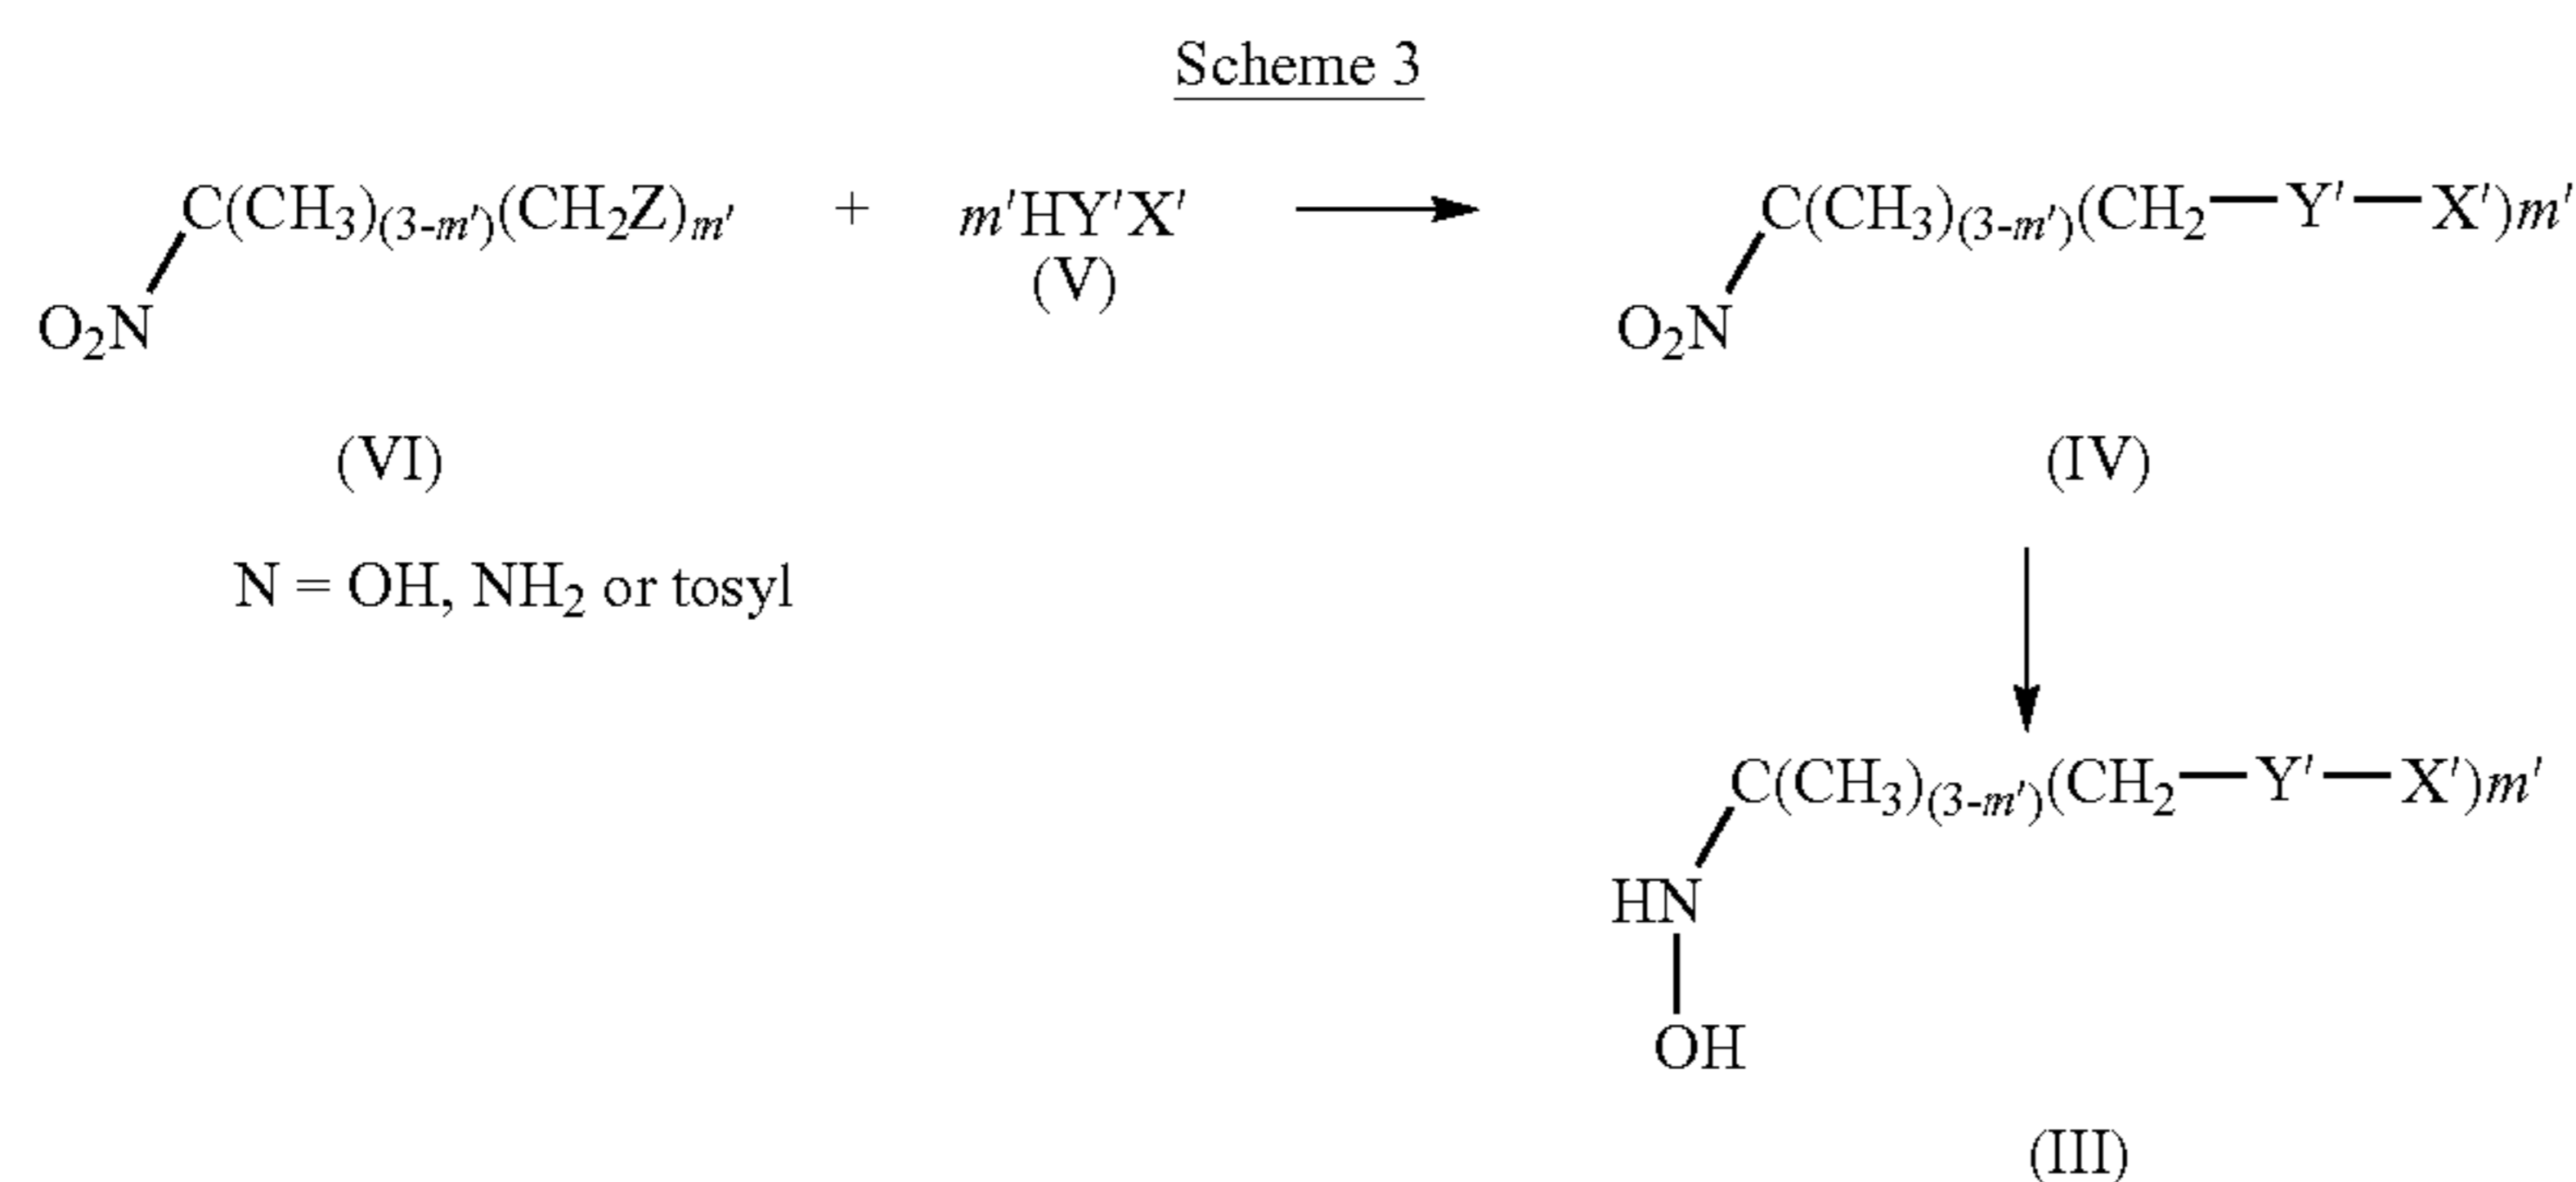 Scheme 3
C(CH₃)₍₃₋ₘ′₎(CH₂Z)ₘ′ + m′HY′X′ ⟶ C(CH₃)₍₃₋ₘ′₎(CH₂—Y′—X′)m′
(V)
O₂N O₂N
(VI) (IV)
N = OH, NH₂ or tosyl
C(CH₃)₍₃₋ₘ′₎(CH₂—Y′—X′)m′
HN
OH
(III)